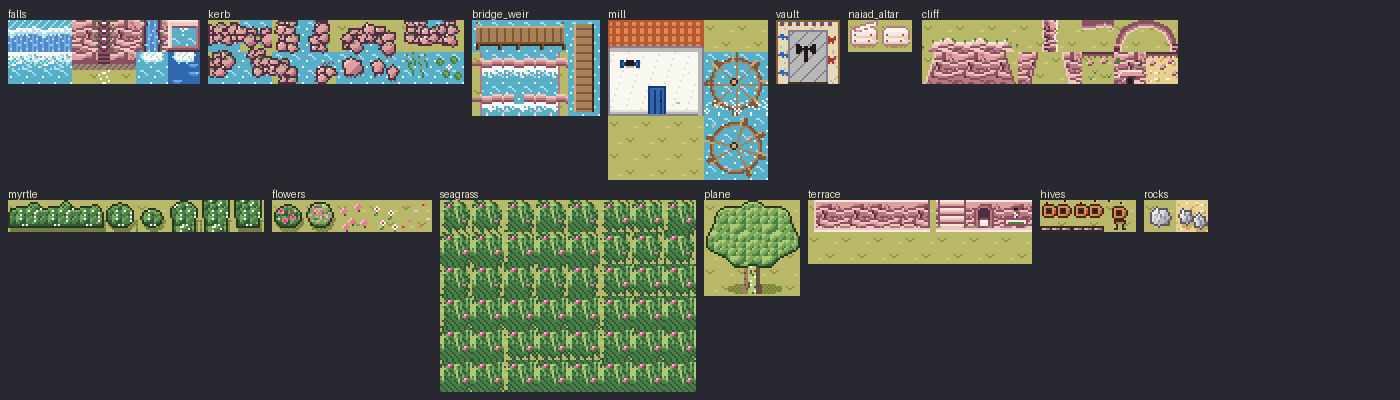 falls
kerb
bridge_weir
mill
vault
naiad_altar
cliff
myrtle
flowers
seagrass
plane
terrace
hives
rocks